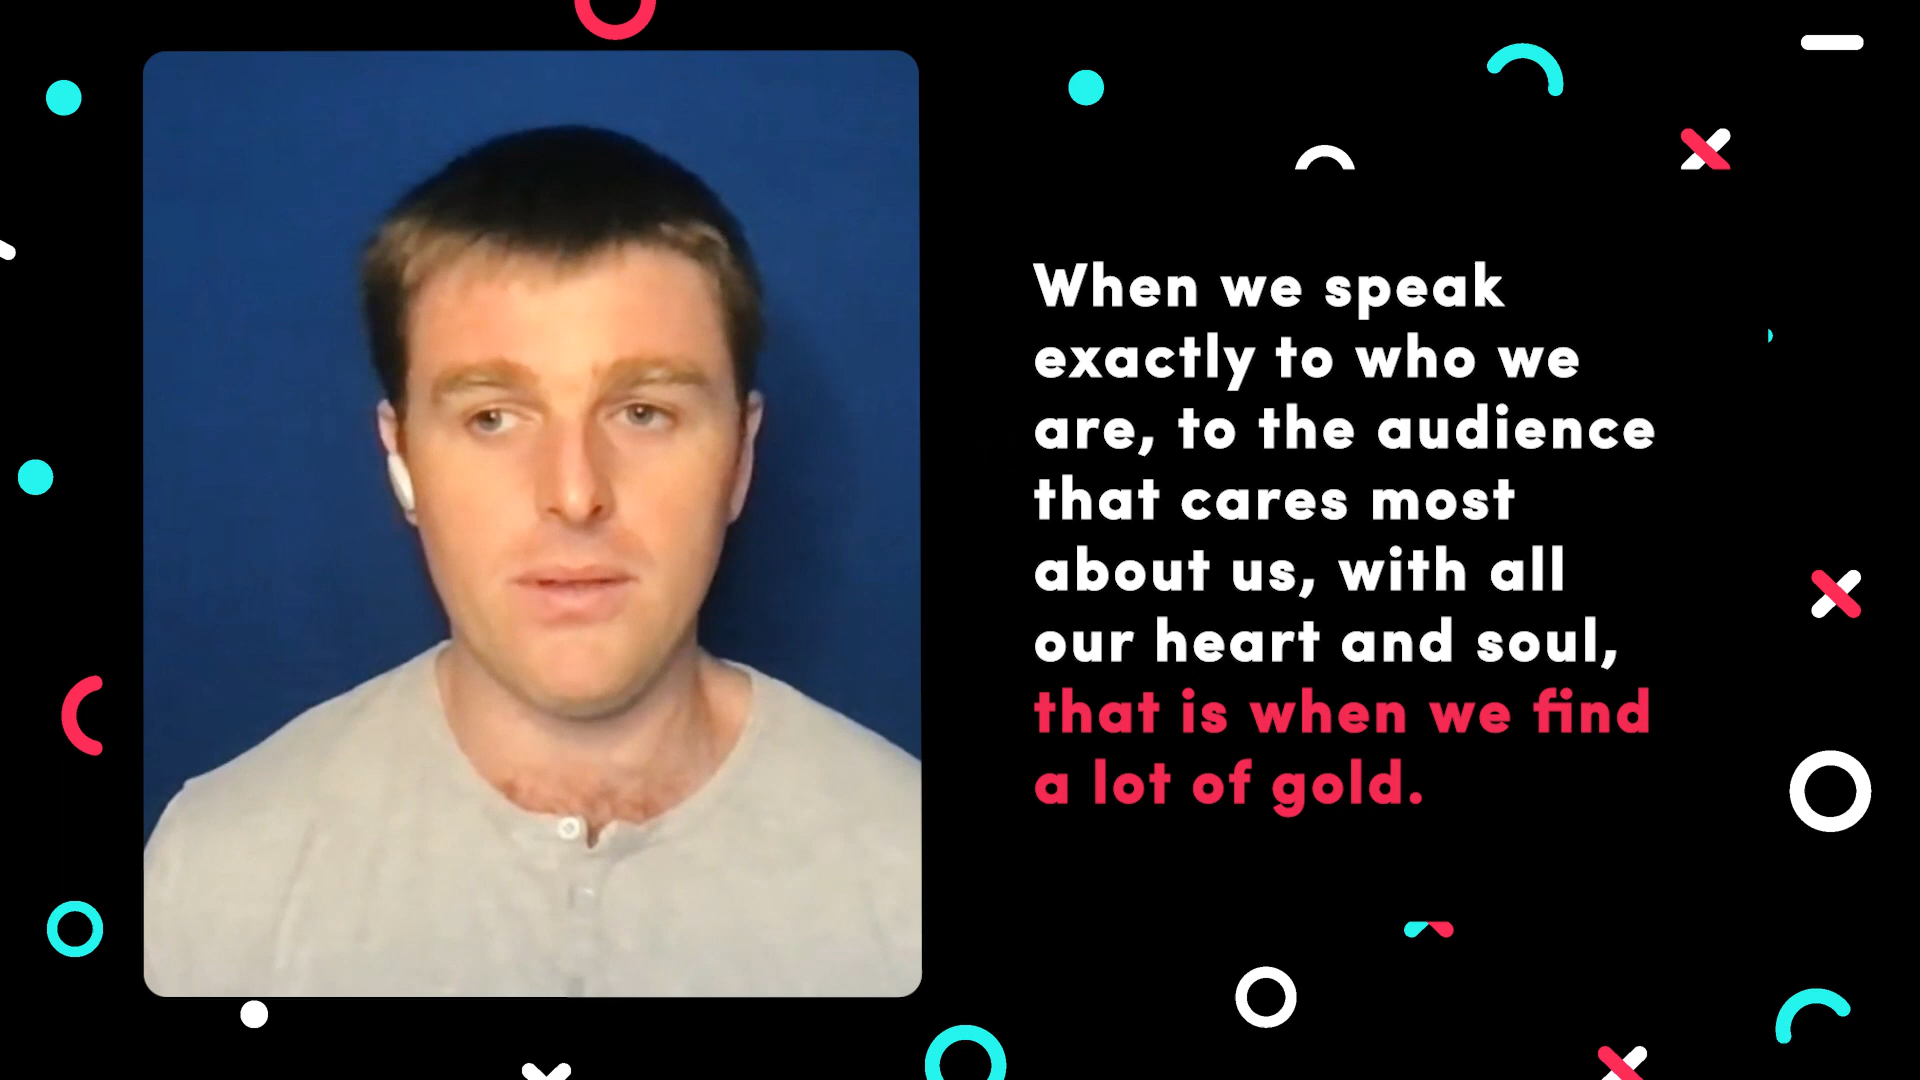 When we speak
exactly to who we
are, to the audience
that cares most
about us, with all
our heart and soul,
that is when we find
a lot of gold.